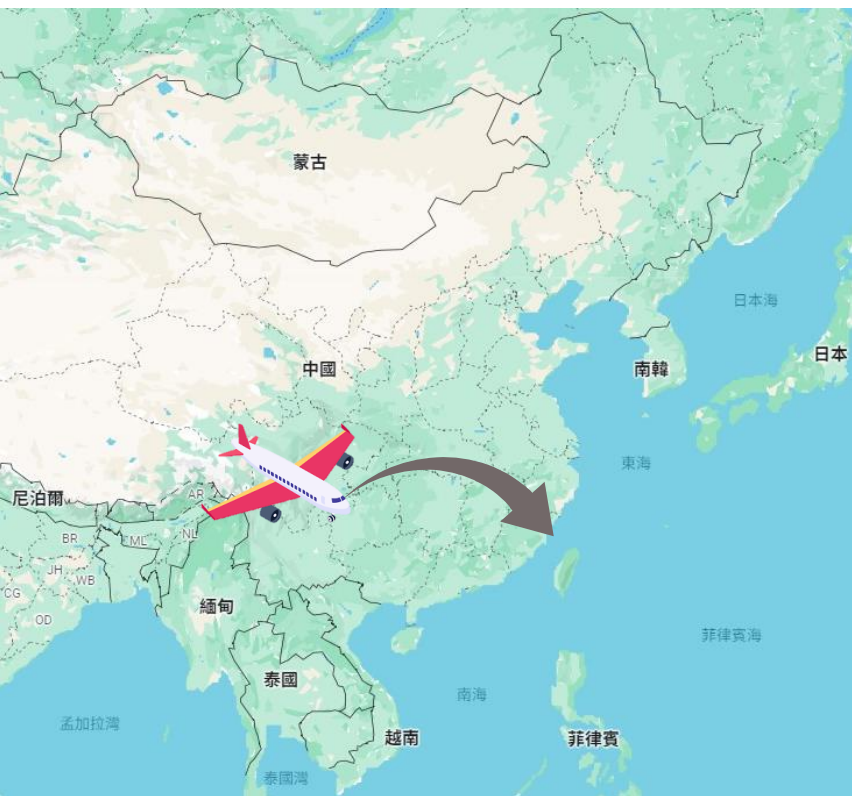 蒙古
日本海
中國
日本
南韓
東海
尼泊爾
AR
BR
ML
NL
JH
WB
CG
OD
緬甸
菲律賓海
泰國
南海
孟加拉灣
越南
菲律賓
泰國灣